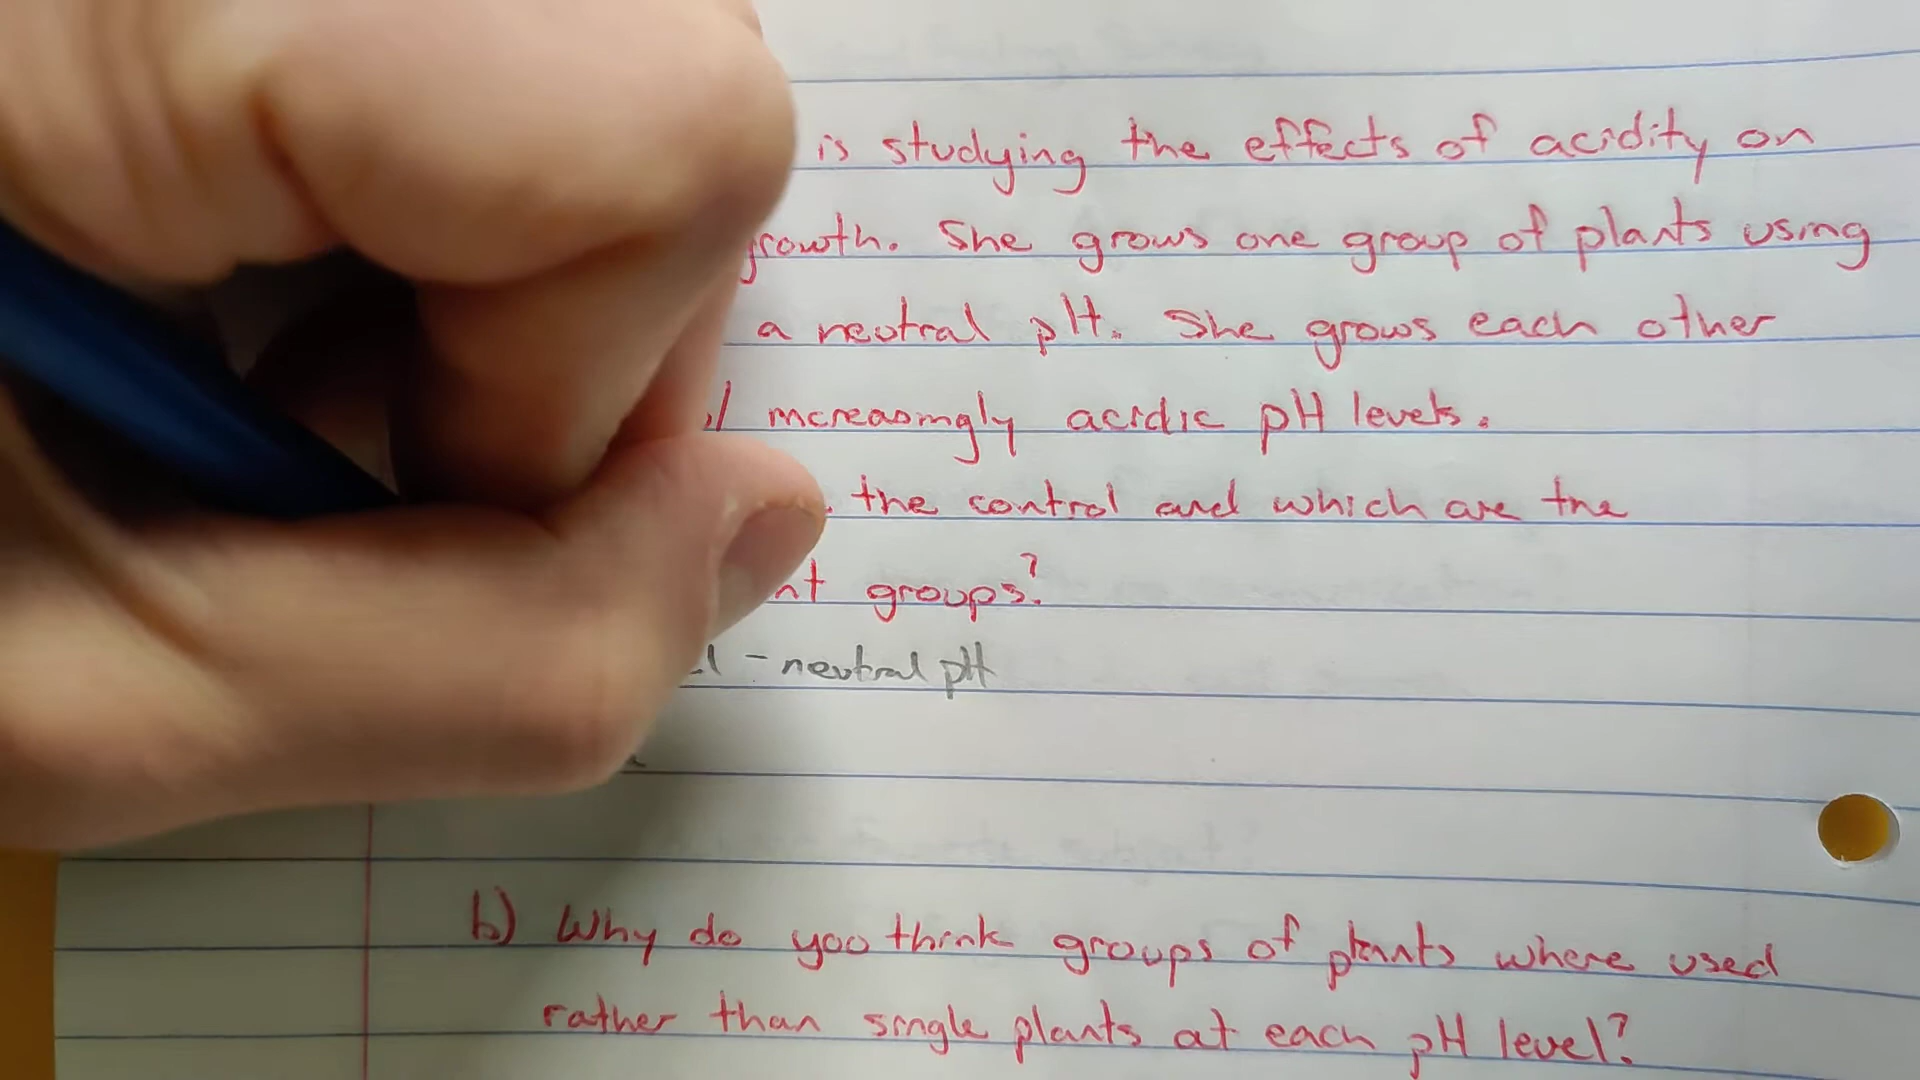 is studying the effects of acidity on
growth. She grows one group of plants using
a neutral pH. She grows each other
increasingly acidic pH levels.
the control and which are the
groups?
- neutral pH
b) Why do you think groups of plants where used
rather than single plants at each pH level?